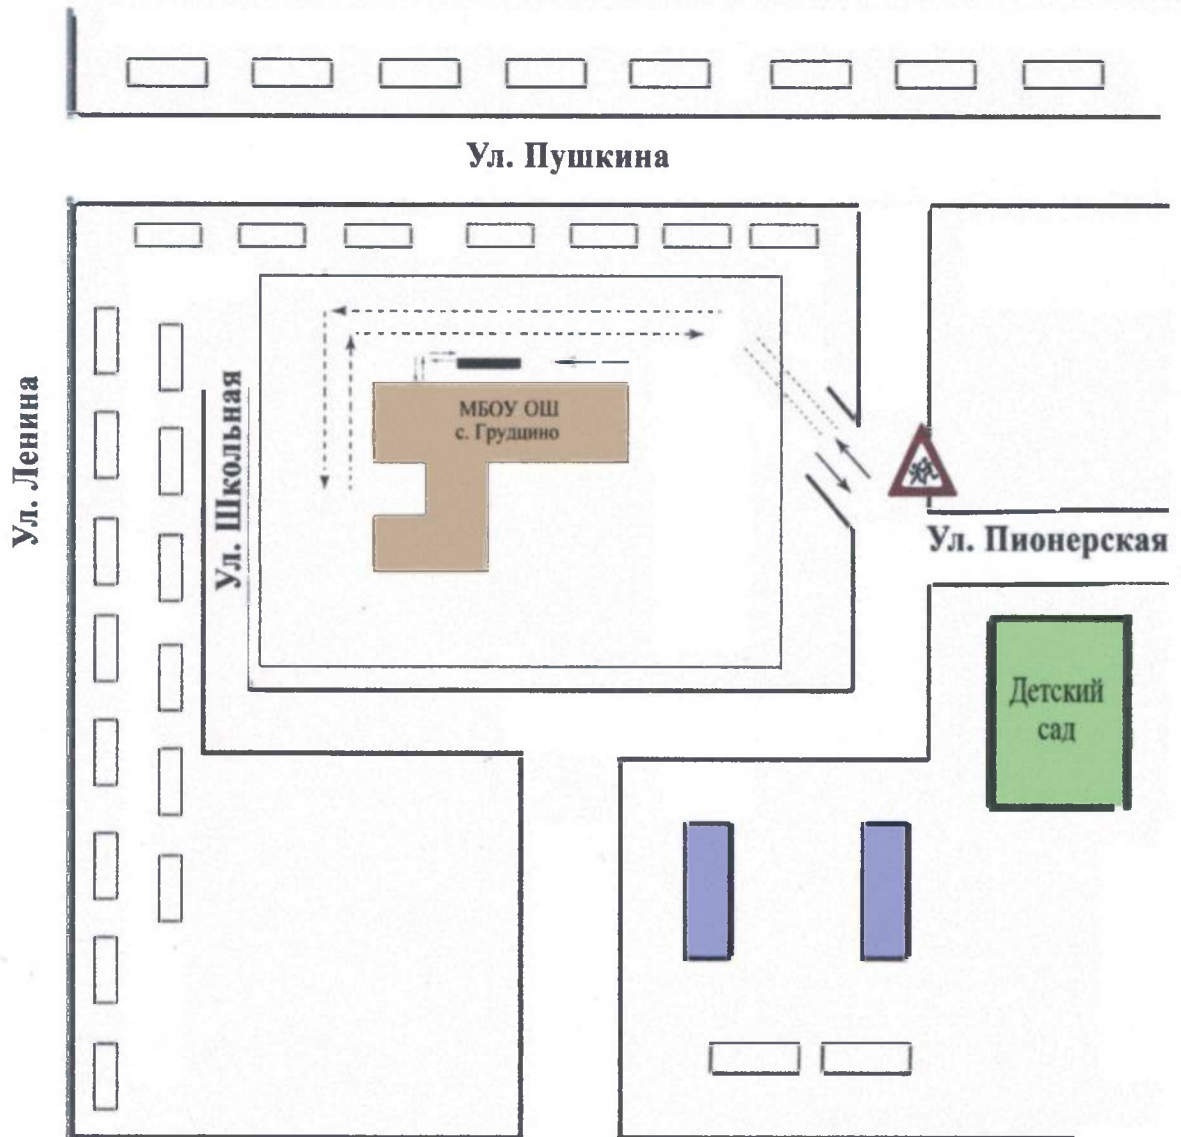 Ул. Пушкина
Ул. Ленина
Ул. Школьная
МБОУ ОШ
с. Грудцино
Ул. Пионерская
Детский
сад